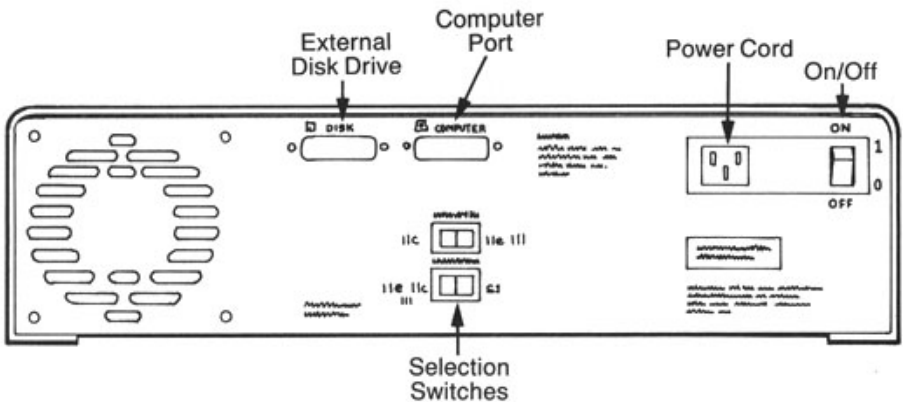 Computer
Port
External
Disk Drive
Power Cord
On/Off
DISK
COMPUTER
ON
1
0
OFF
IIc
IIe III
IIe IIc
III
GS
Selection
Switches